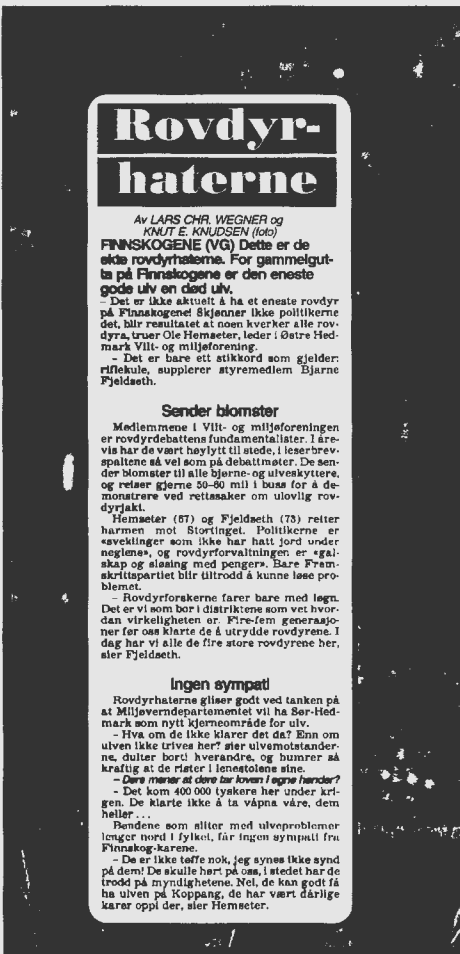 Rovdyr-
haterne
Av LARS CHR. WEGNER og
KNUT E. KNUDSEN (foto)
FINNSKOGENE (VG) Dette er de
ekte rovdyrhaterne. For gammelgut-
ta på Finnskogene er den eneste
gode ulv en død ulv.
– Det er ikke aktuelt å ha et eneste rovdyr
på Finnskogene! Skjønner ikke politikerne
det, blir resultatet at noen kverker alle rov-
dyra, truer Ole Hemseter, leder i Østre Hed-
mark Vilt- og miljøforening.
– Det er bare ett stikkord som gjelder:
riflekule, supplerer styremedlem Bjarne
Fjeldseth.
Sender blomster
Medlemmene i Vilt- og miljøforeningen
er rovdyrdebattens fundamentalister. I åre-
vis har de vært høylytt til stede, i leserbrev-
spaltene så vel som på debattmøter. De sen-
der blomster til alle bjørne- og ulveskyttere,
og reiser gjerne 50–60 mil i buss for å de-
monstrere ved rettssaker om ulovlig rov-
dyrjakt.
Hemseter (67) og Fjeldseth (73) retter
harmen mot Stortinget. Politikerne er
«sveklinger som ikke har hatt jord under
neglene», og rovdyrforvaltningen er «gal-
skap og sløsing med penger». Bare Frem-
skrittspartiet blir tiltrodd å kunne løse pro-
blemet.
– Rovdyrforskerne farer bare med løgn.
Det er vi som bor i distriktene som vet hvor-
dan virkeligheten er. Fire-fem generasjo-
ner før oss klarte de å utrydde rovdyrene. I
dag har vi alle de fire store rovdyrene her,
sier Fjeldseth.
Ingen sympati
Rovdyrhaterne gliser godt ved tanken på
at Miljøverndepartementet vil ha Sør-Hed-
mark som nytt kjerneområde for ulv.
– Hva om de ikke klarer det da? Enn om
ulven ikke trives her? sier ulvemotstander-
ne, dulter borti hverandre, og humrer så
kraftig at de rister i lenestolene sine.
– Dere mener at dere tar loven i egne hender?
– Det kom 400 000 tyskere her under kri-
gen. De klarte ikke å ta våpna våre, dem
heller . . .
Bøndene som sliter med ulveproblemer
lenger nord i fylket, får ingen sympati fra
Finnskog-karene.
– De er ikke tøffe nok, jeg synes ikke synd
på dem! De skulle hørt på oss, i stedet har de
trodd på myndighetene. Nei, de kan godt få
ha ulven på Koppang, de har vært dårlige
karer oppi der, sier Hemseter.